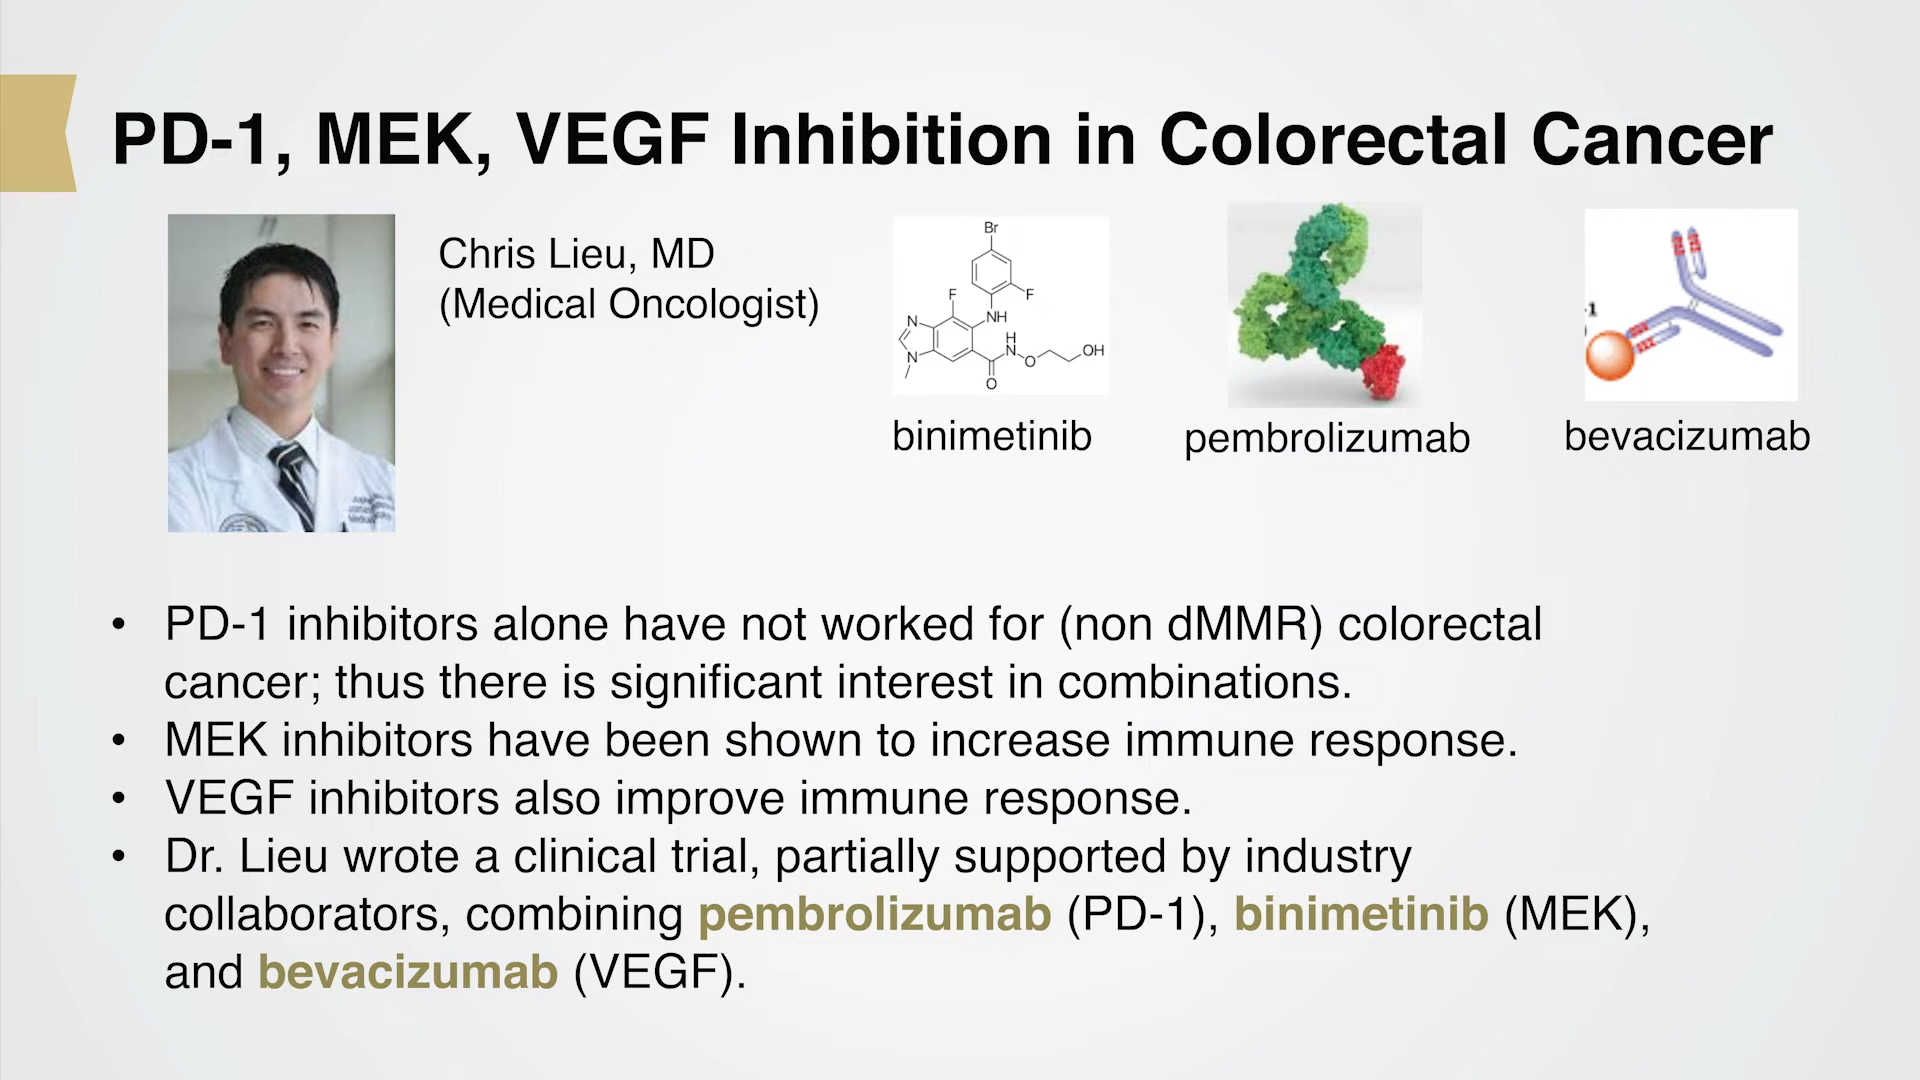 PD-1, MEK, VEGF Inhibition in Colorectal Cancer
Chris Lieu, MD
(Medical Oncologist)
Br
F
F
N
NH
H
N
N
O
OH
O
1
binimetinib
pembrolizumab
bevacizumab
• PD-1 inhibitors alone have not worked for (non dMMR) colorectal
cancer; thus there is significant interest in combinations.
• MEK inhibitors have been shown to increase immune response.
• VEGF inhibitors also improve immune response.
• Dr. Lieu wrote a clinical trial, partially supported by industry
collaborators, combining pembrolizumab (PD-1), binimetinib (MEK),
and bevacizumab (VEGF).